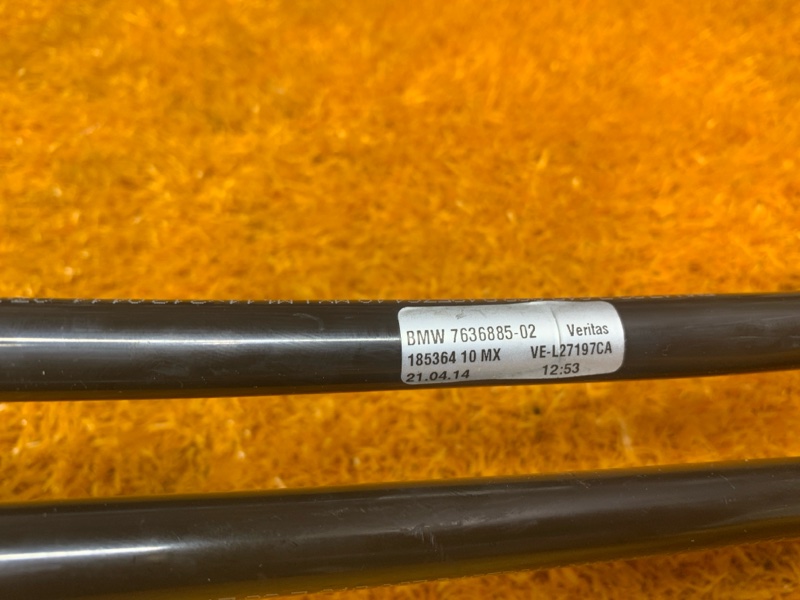 BMW 7636885-02 Veritas
185364 10 MX VE-L27197CA
21.04.14 12:53